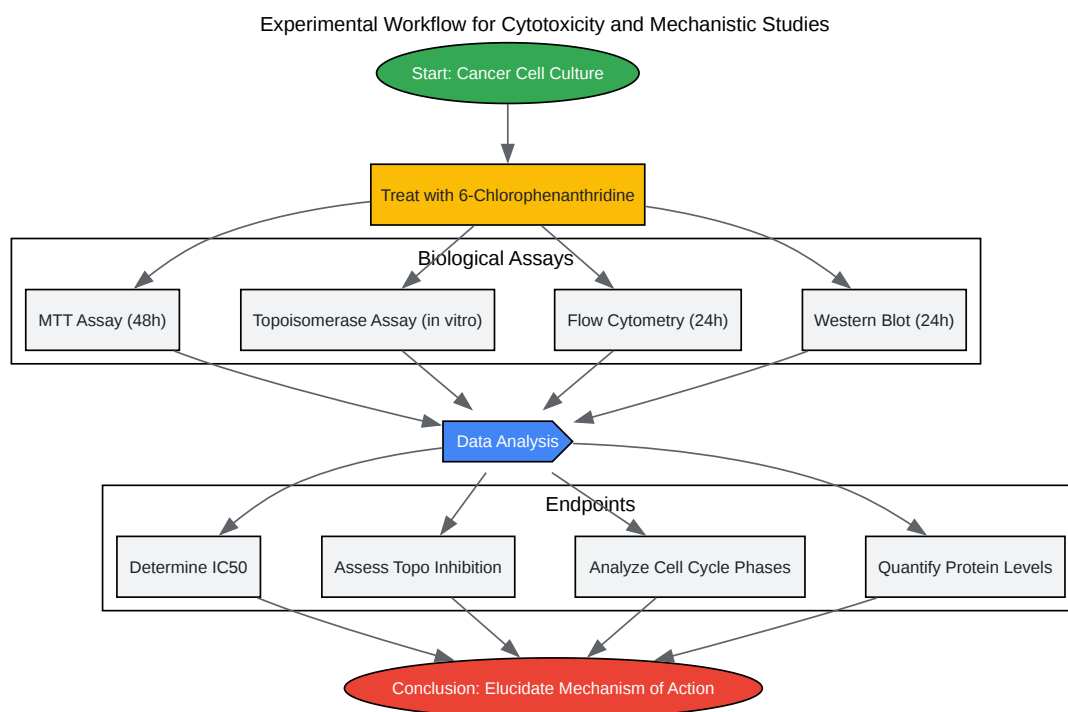 Experimental Workflow for Cytotoxicity and Mechanistic Studies
Start: Cancer Cell Culture
Treat with 6-Chlorophenanthridine
Biological Assays
MTT Assay (48h)
Topoisomerase Assay (in vitro)
Flow Cytometry (24h)
Western Blot (24h)
Data Analysis
Endpoints
Determine IC50
Assess Topo Inhibition
Analyze Cell Cycle Phases
Quantify Protein Levels
Conclusion: Elucidate Mechanism of Action